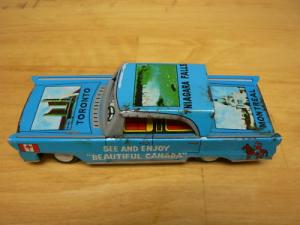 TORONTO
NIAGARA FALLS
MONTREAL
SEE AND ENJOY
"BEAUTIFUL CANADA"